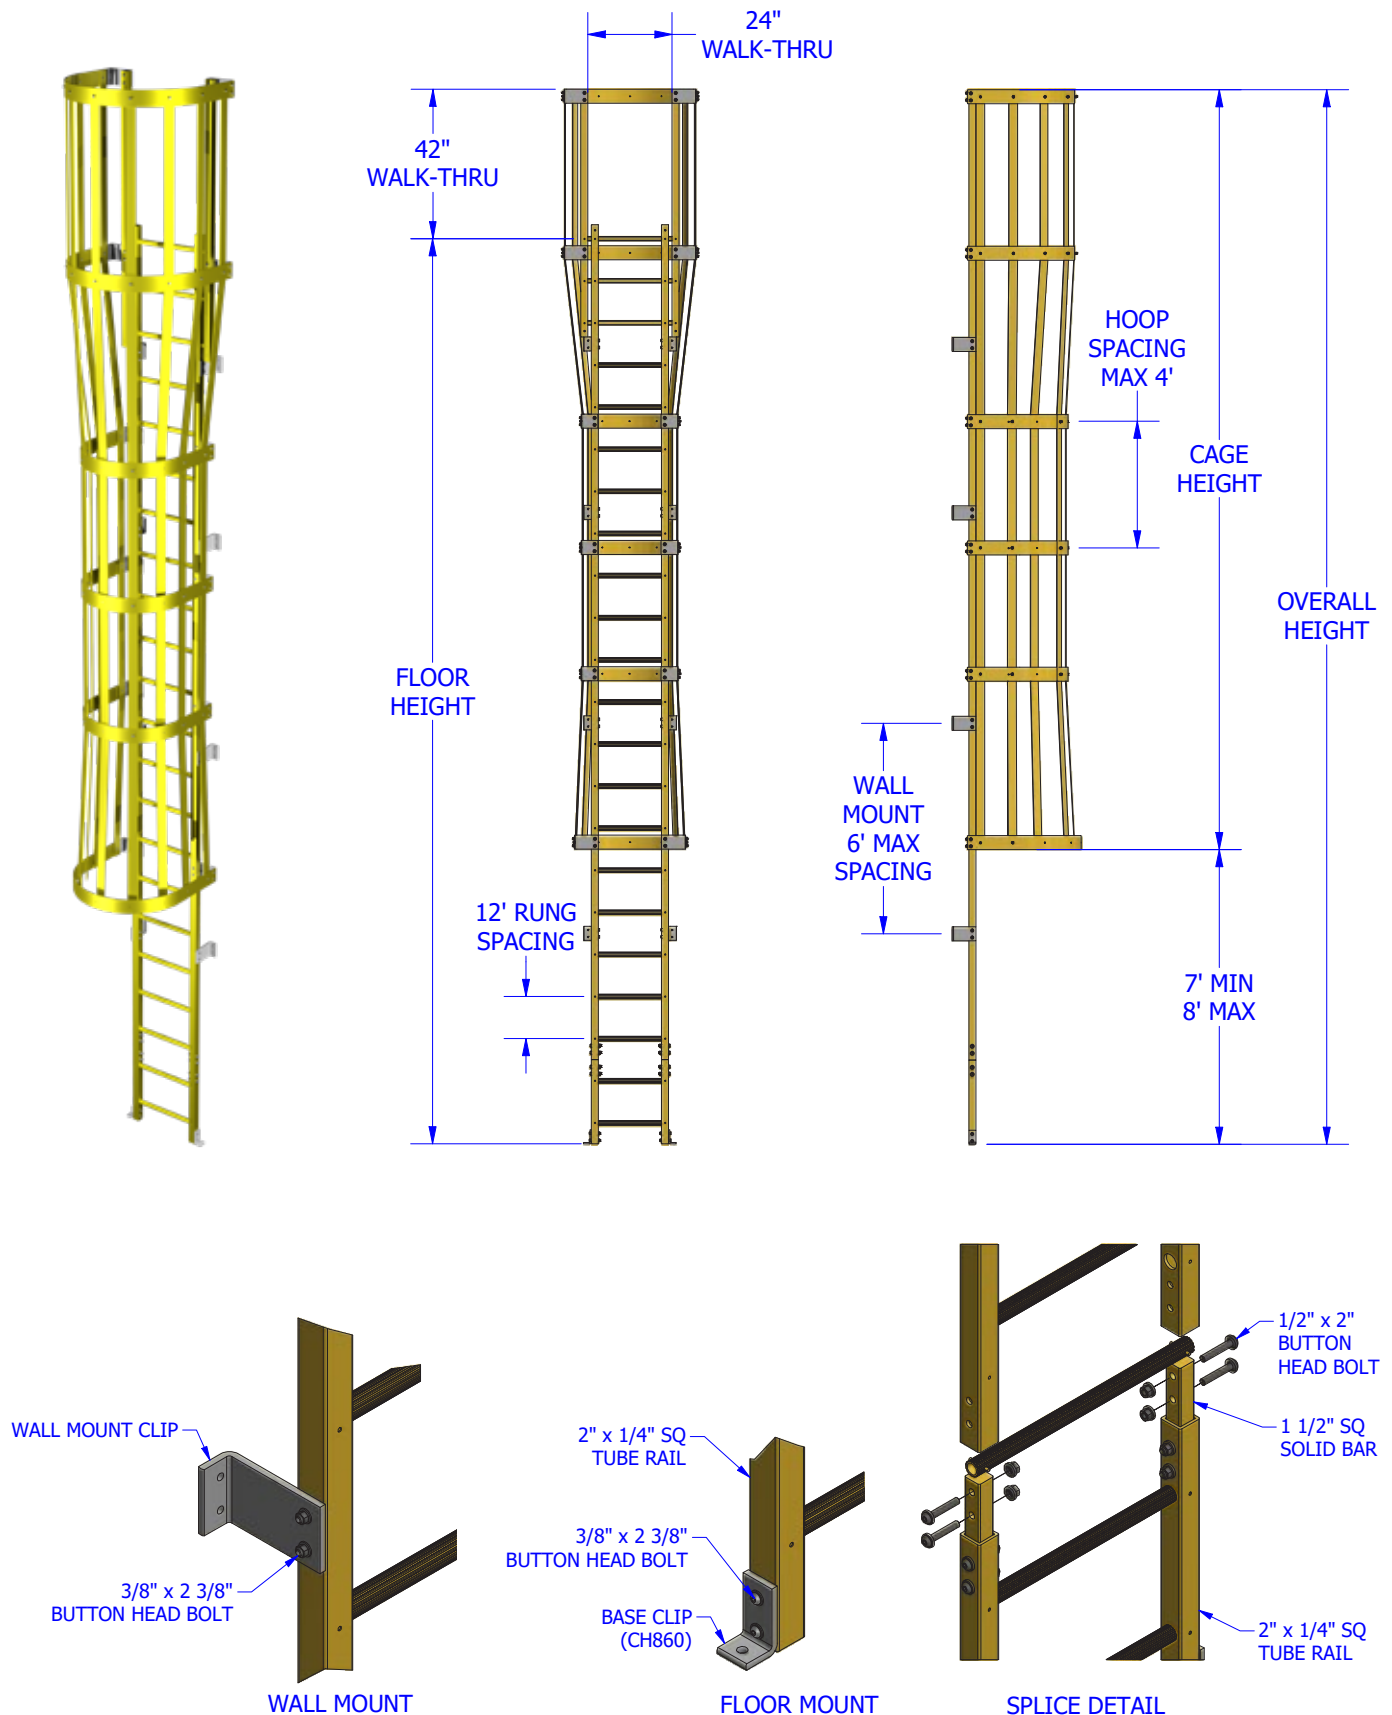 24"
WALK-THRU
42"
WALK-THRU
HOOP
SPACING
MAX 4'
CAGE
HEIGHT
OVERALL
HEIGHT
FLOOR
HEIGHT
WALL
MOUNT
6' MAX
SPACING
12' RUNG
SPACING
7' MIN
8' MAX
WALL MOUNT CLIP
3/8" x 2 3/8"
BUTTON HEAD BOLT
WALL MOUNT
2" x 1/4" SQ
TUBE RAIL
3/8" x 2 3/8"
BUTTON HEAD BOLT
BASE CLIP
(CH860)
FLOOR MOUNT
1/2" x 2"
BUTTON
HEAD BOLT
1 1/2" SQ
SOLID BAR
2" x 1/4" SQ
TUBE RAIL
SPLICE DETAIL